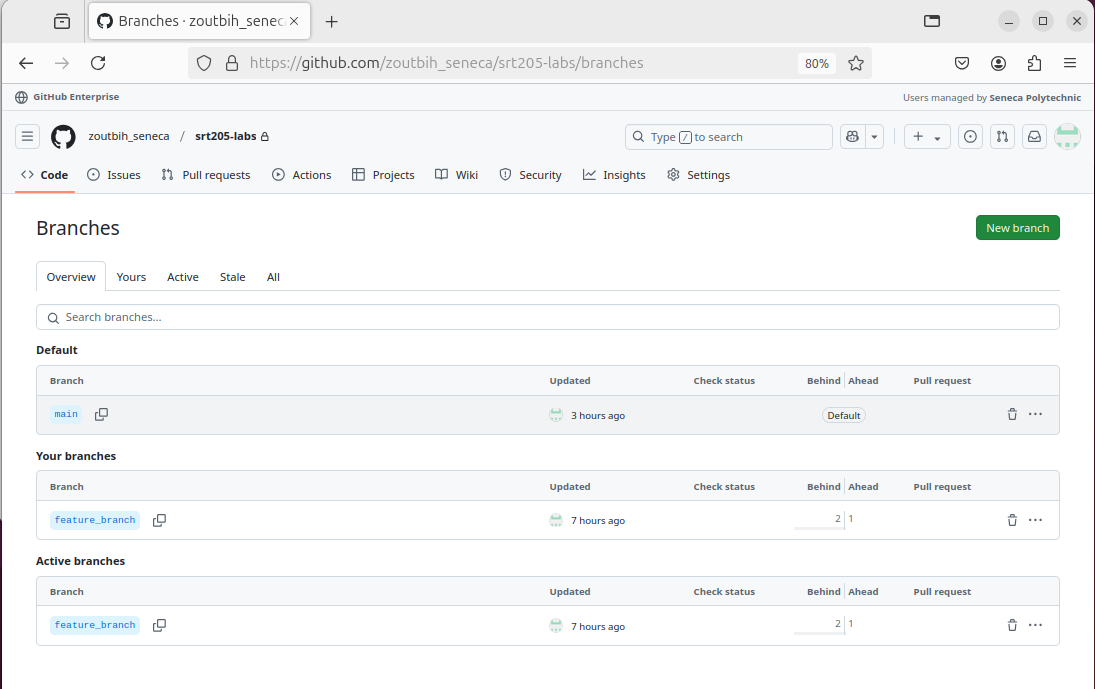 Branches · zoutbih_senec
https://github.com/zoutbih_seneca/srt205-labs/branches 80%
GitHub Enterprise Users managed by Seneca Polytechnic
zoutbih_seneca / srt205-labs Type / to search
Code Issues Pull requests Actions Projects Wiki Security Insights Settings
Branches New branch
Overview Yours Active Stale All
Search branches...
Default
Branch Updated Check status Behind Ahead Pull request
main 3 hours ago Default
Your branches
Branch Updated Check status Behind Ahead Pull request
feature_branch 7 hours ago 2 1
Active branches
Branch Updated Check status Behind Ahead Pull request
feature_branch 7 hours ago 2 1